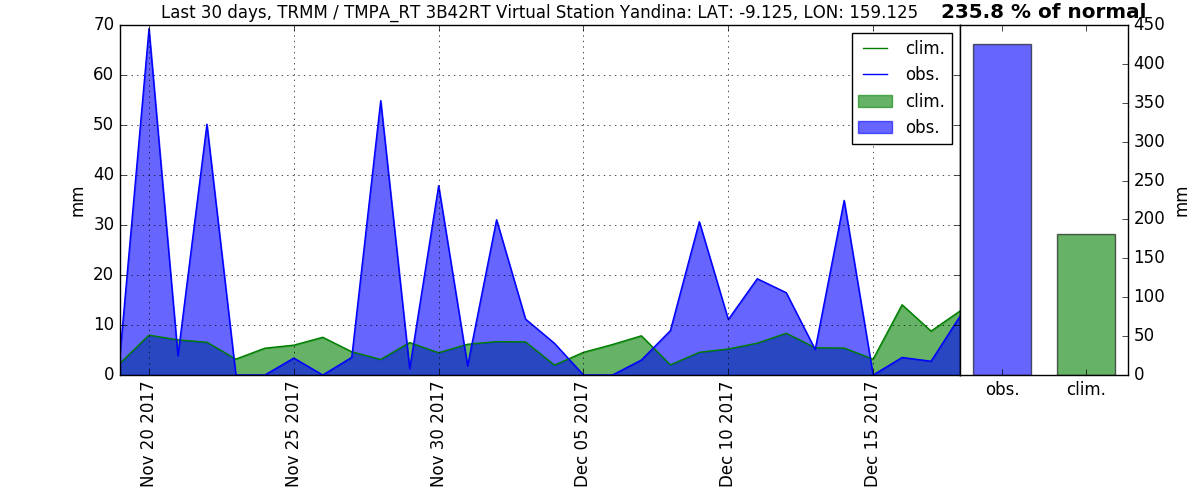 Last 30 days, TRMM / TMPA_RT 3B42RT Virtual Station Yandina: LAT: -9.125, LON: 159.125
235.8 % of normal
70
60
50
40
30
20
10
0
mm
clim.
obs.
clim.
obs.
Nov 20 2017
Nov 25 2017
Nov 30 2017
Dec 05 2017
Dec 10 2017
Dec 15 2017
450
400
350
300
250
200
150
100
50
0
mm
obs.
clim.